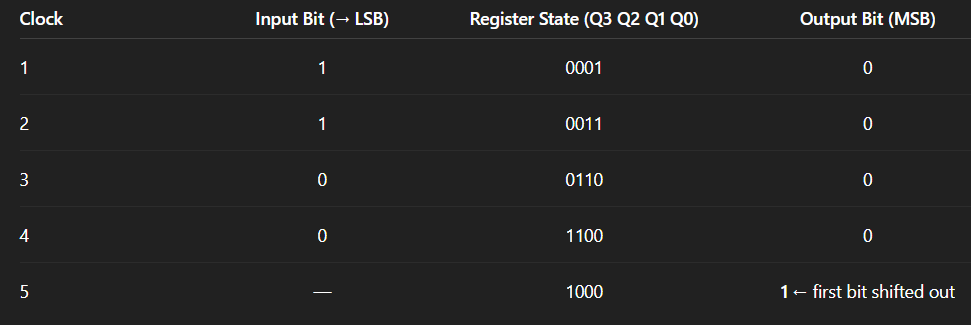 Clock Input Bit (→ LSB) Register State (Q3 Q2 Q1 Q0) Output Bit (MSB)
1 1 0001 0
2 1 0011 0
3 0 0110 0
4 0 1100 0
5 — 1000 1 ← first bit shifted out